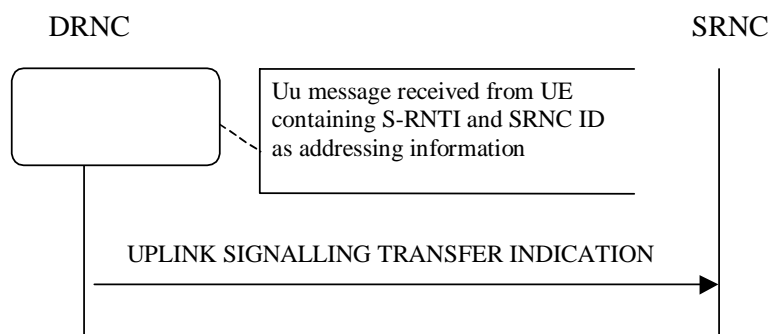 DRNC
SRNC
Uu message received from UE
containing S-RNTI and SRNC ID
as addressing information
UPLINK SIGNALLING TRANSFER INDICATION